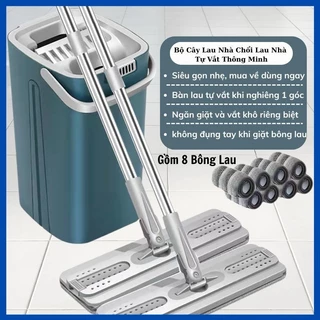 Bộ Cây Lau Nhà Chổi Lau Nhà
Tự Vắt Thông Minh
Siêu gọn nhẹ, mua về dùng ngay
Bàn lau tự vắt khi nghiêng 1 góc
Ngăn giặt và vắt khô riêng biệt
không đụng tay khi giặt bông lau
Gồm 8 Bông Lau